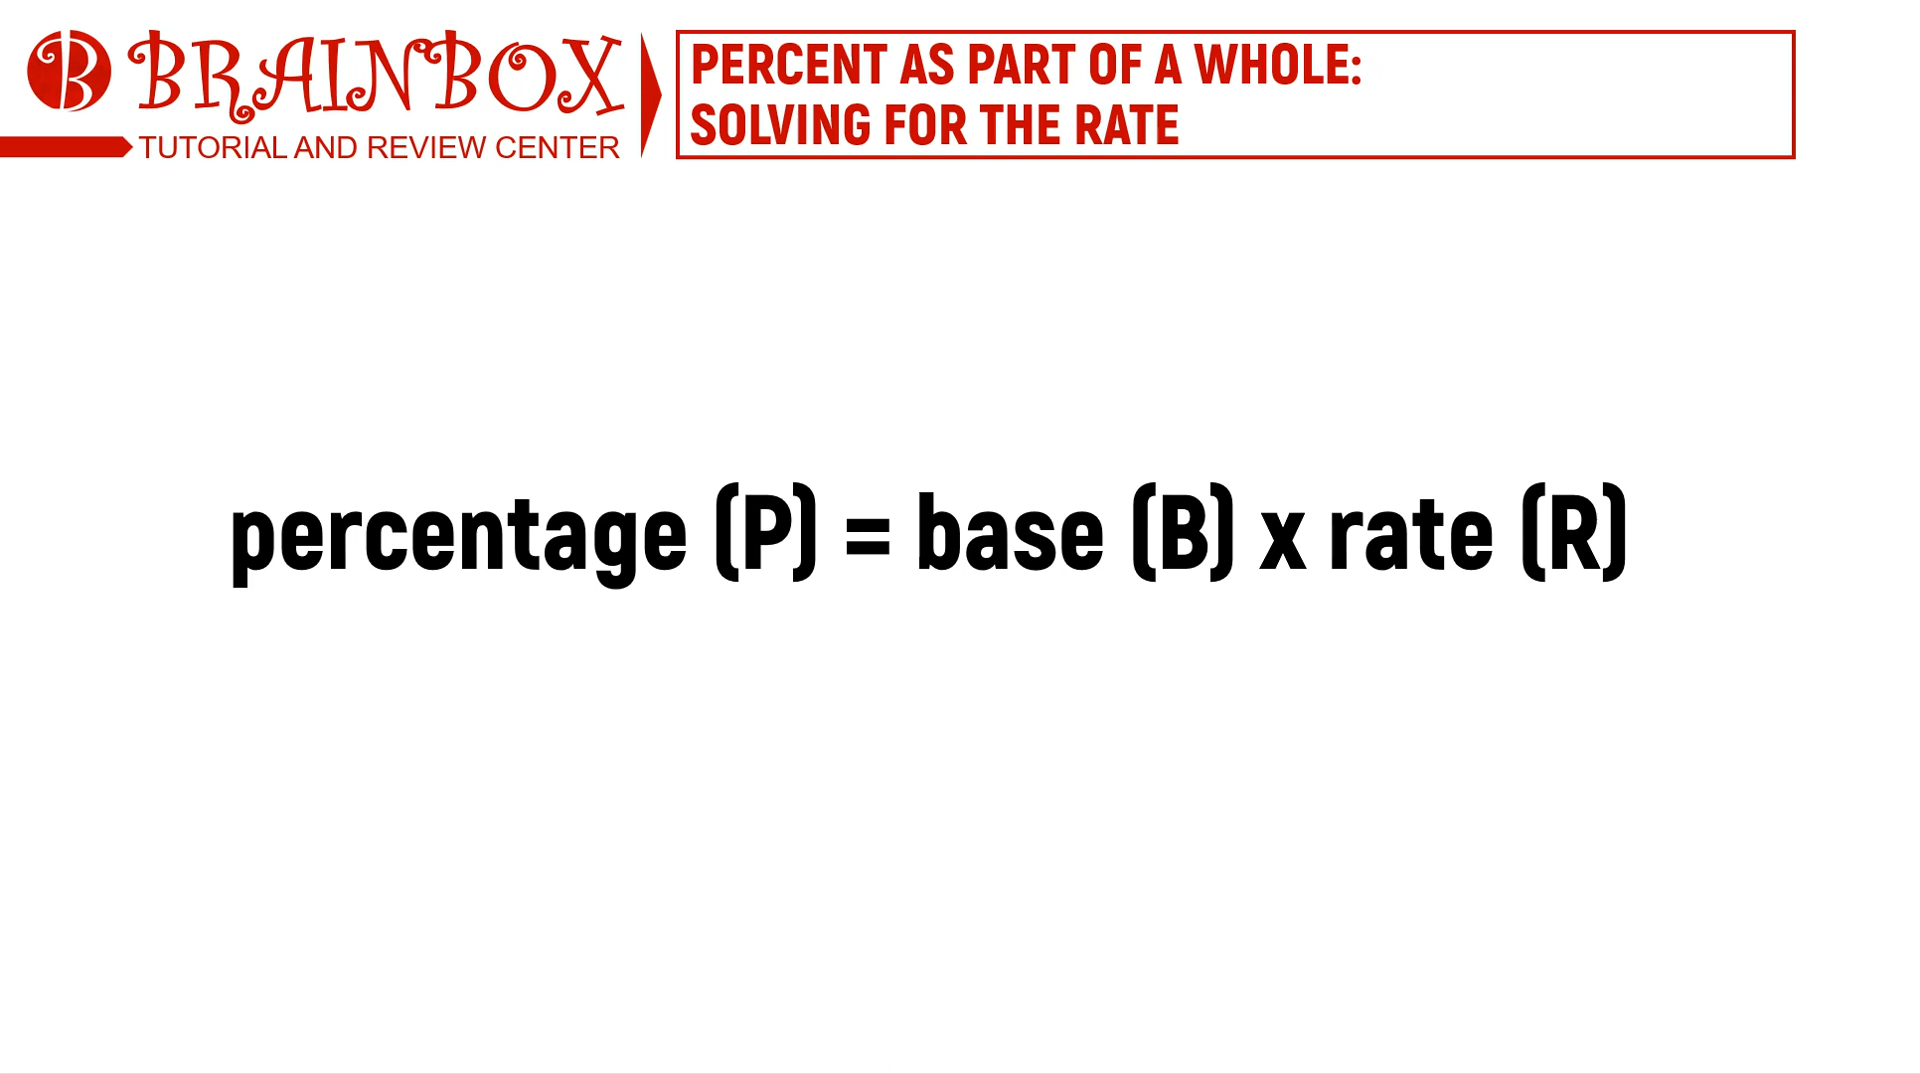 B BRAINBOX
TUTORIAL AND REVIEW CENTER
PERCENT AS PART OF A WHOLE:
SOLVING FOR THE RATE
percentage (P) = base (B) x rate (R)